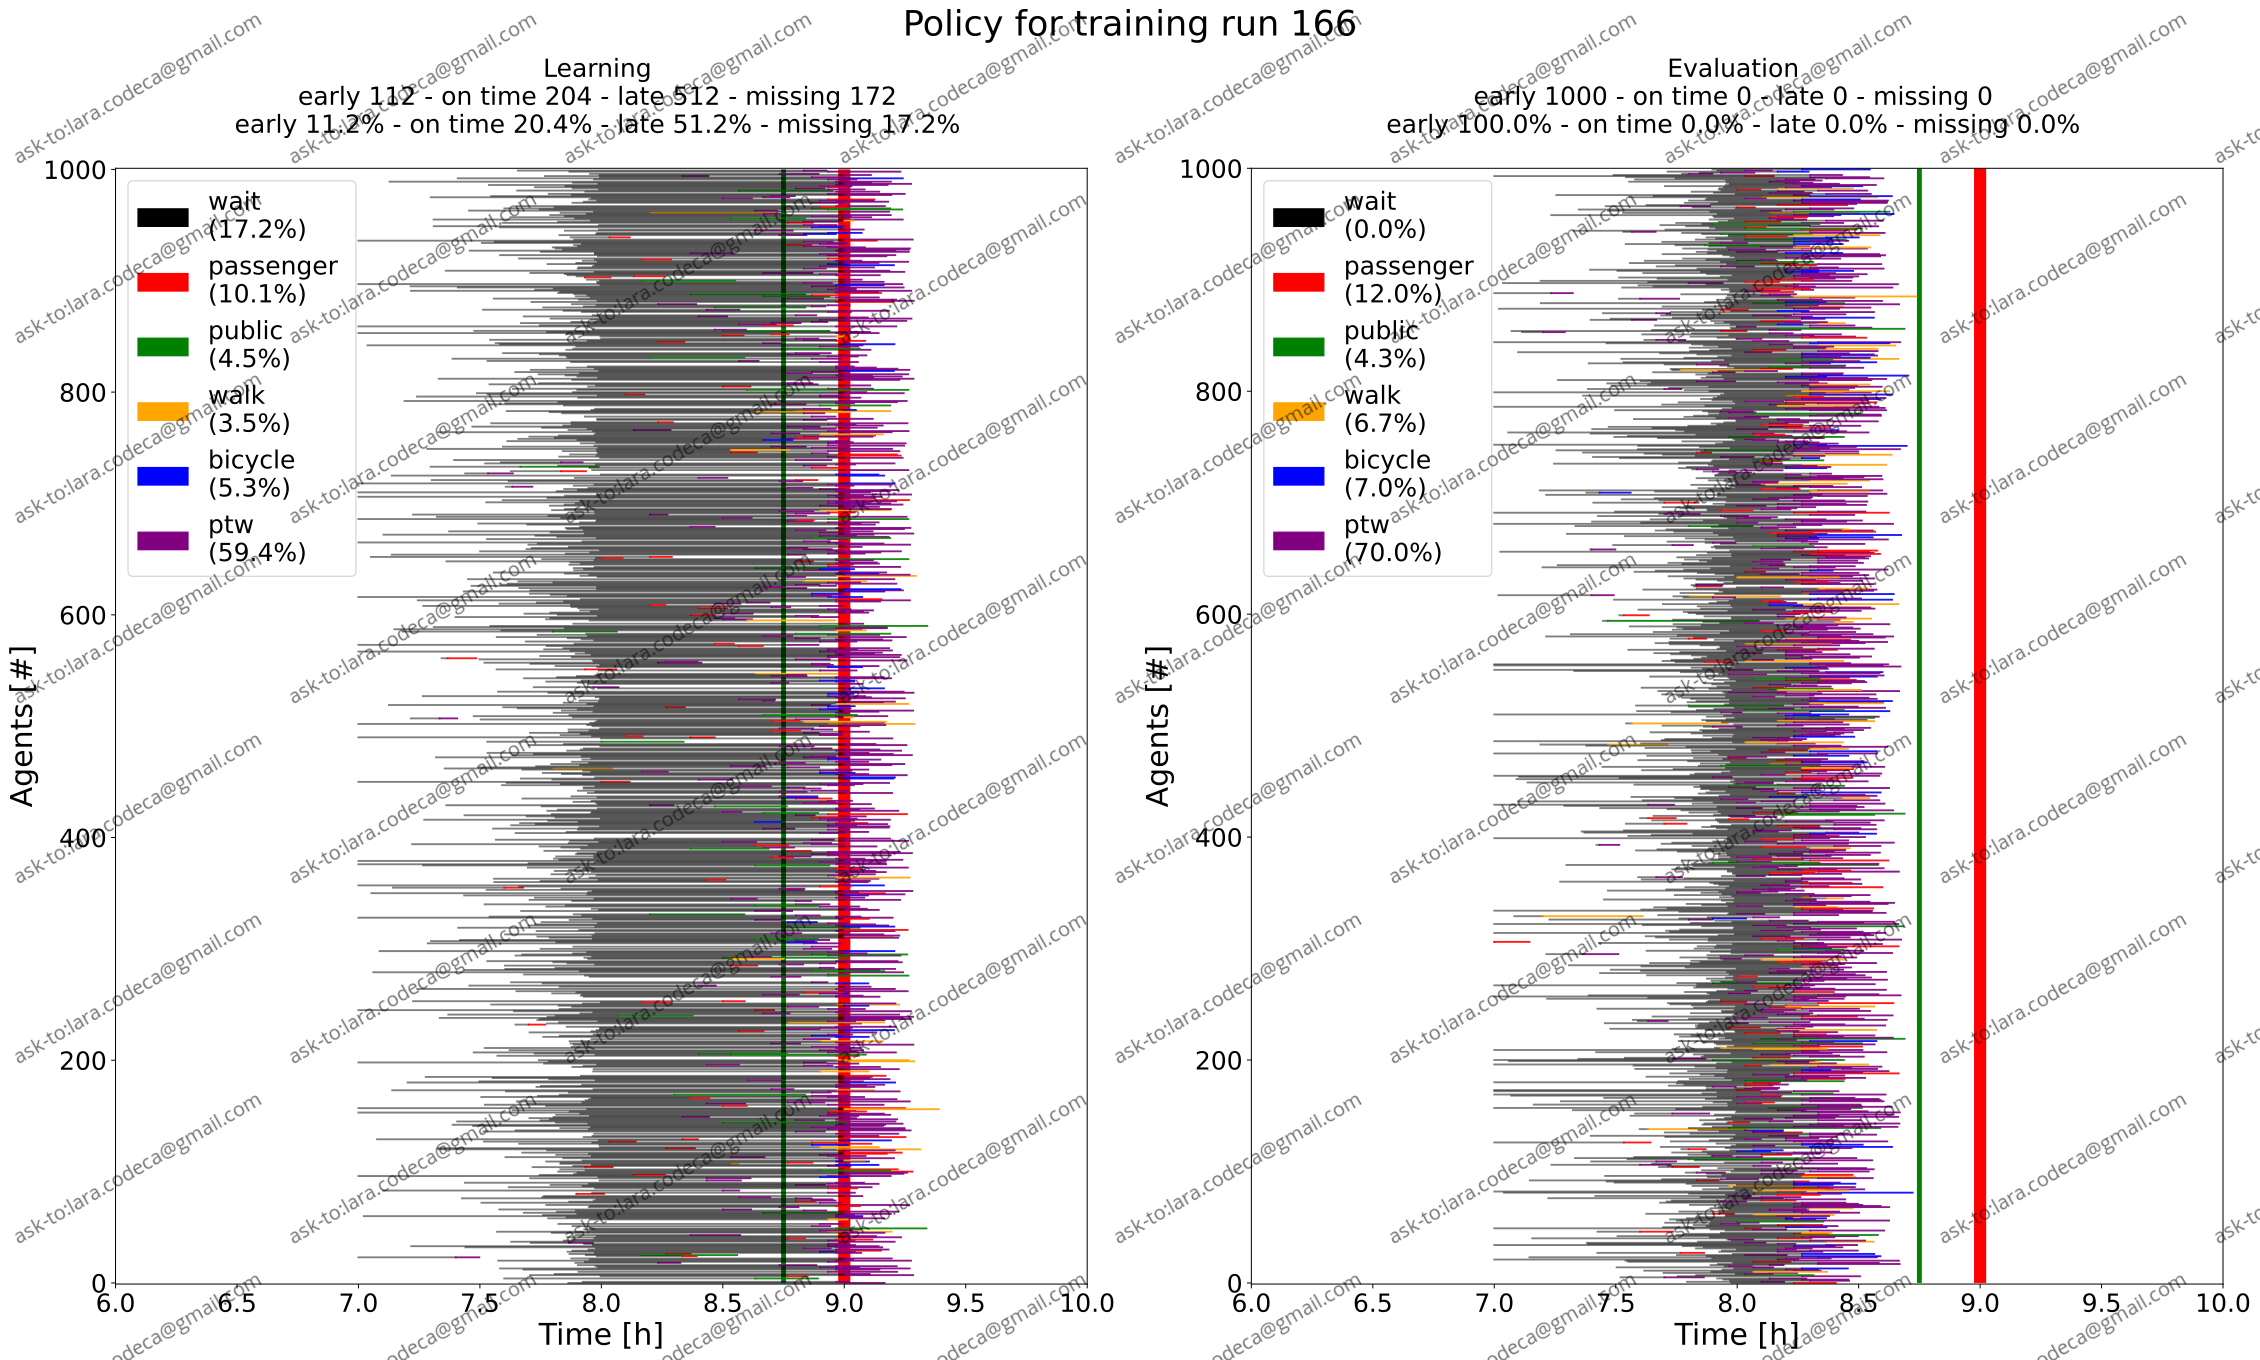 Policy for training run 166
Learning
early 112 - on time 204 - late 512 - missing 172
early 11.2% - on time 20.4% - late 51.2% - missing 17.2%
Agents [#]
1000
800
600
400
200
0
wait
(17.2%)
passenger
(10.1%)
public
(4.5%)
walk
(3.5%)
bicycle
(5.3%)
ptw
(59.4%)
6.0 6.5 7.0 7.5 8.0 8.5 9.0 9.5 10.0
Time [h]
Evaluation
early 1000 - on time 0 - late 0 - missing 0
early 100.0% - on time 0.0% - late 0.0% - missing 0.0%
Agents [#]
1000
800
600
400
200
0
wait
(0.0%)
passenger
(12.0%)
public
(4.3%)
walk
(6.7%)
bicycle
(7.0%)
ptw
(70.0%)
6.0 6.5 7.0 7.5 8.0 8.5 9.0 9.5 10.0
Time [h]
ask-to:lara.codeca@gmail.com